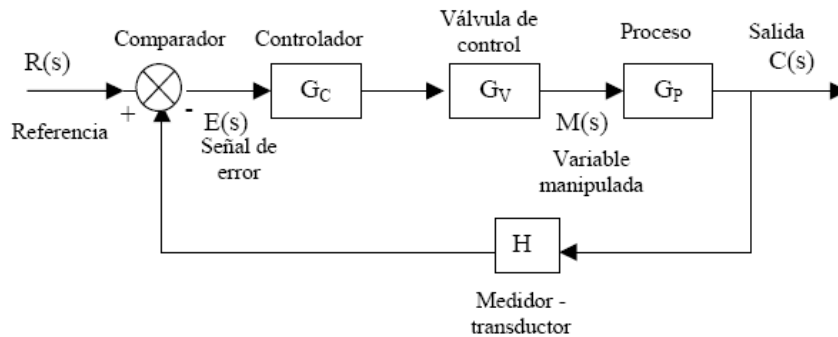 Comparador
Controlador
Válvula de
control
Proceso
Salida
R(s)
C(s)
G_C
G_V
G_P
+
-
E(s)
M(s)
Referencia
Señal de
error
Variable
manipulada
H
Medidor -
transductor